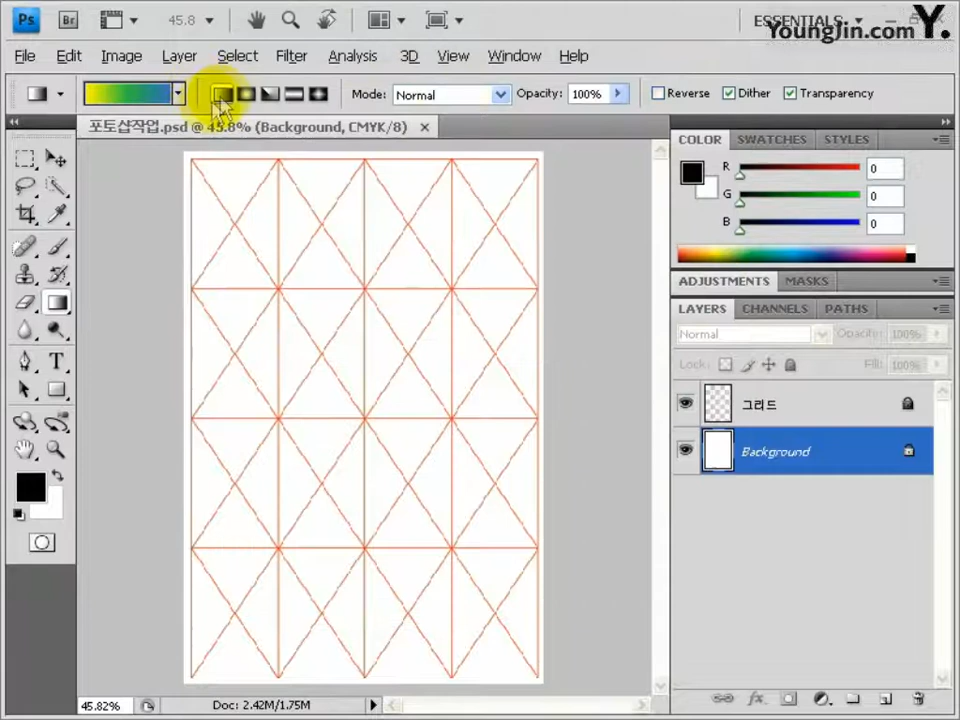 Ps
Br
45.8
ESSENTIALS
Y.
YoungJin.com
File
Edit
Image
Layer
Select
Filter
Analysis
3D
View
Window
Help
Mode:
Normal
Opacity:
100%
Reverse
Dither
Transparency
포토샵작업.psd @ 45.8% (Background, CMYK/8)
COLOR
SWATCHES
STYLES
R
0
G
0
B
0
ADJUSTMENTS
MASKS
LAYERS
CHANNELS
PATHS
Normal
Opacity:
100%
Lock:
Fill:
100%
그리드
Background
T
fx
45.82%
Doc: 2.42M/1.75M